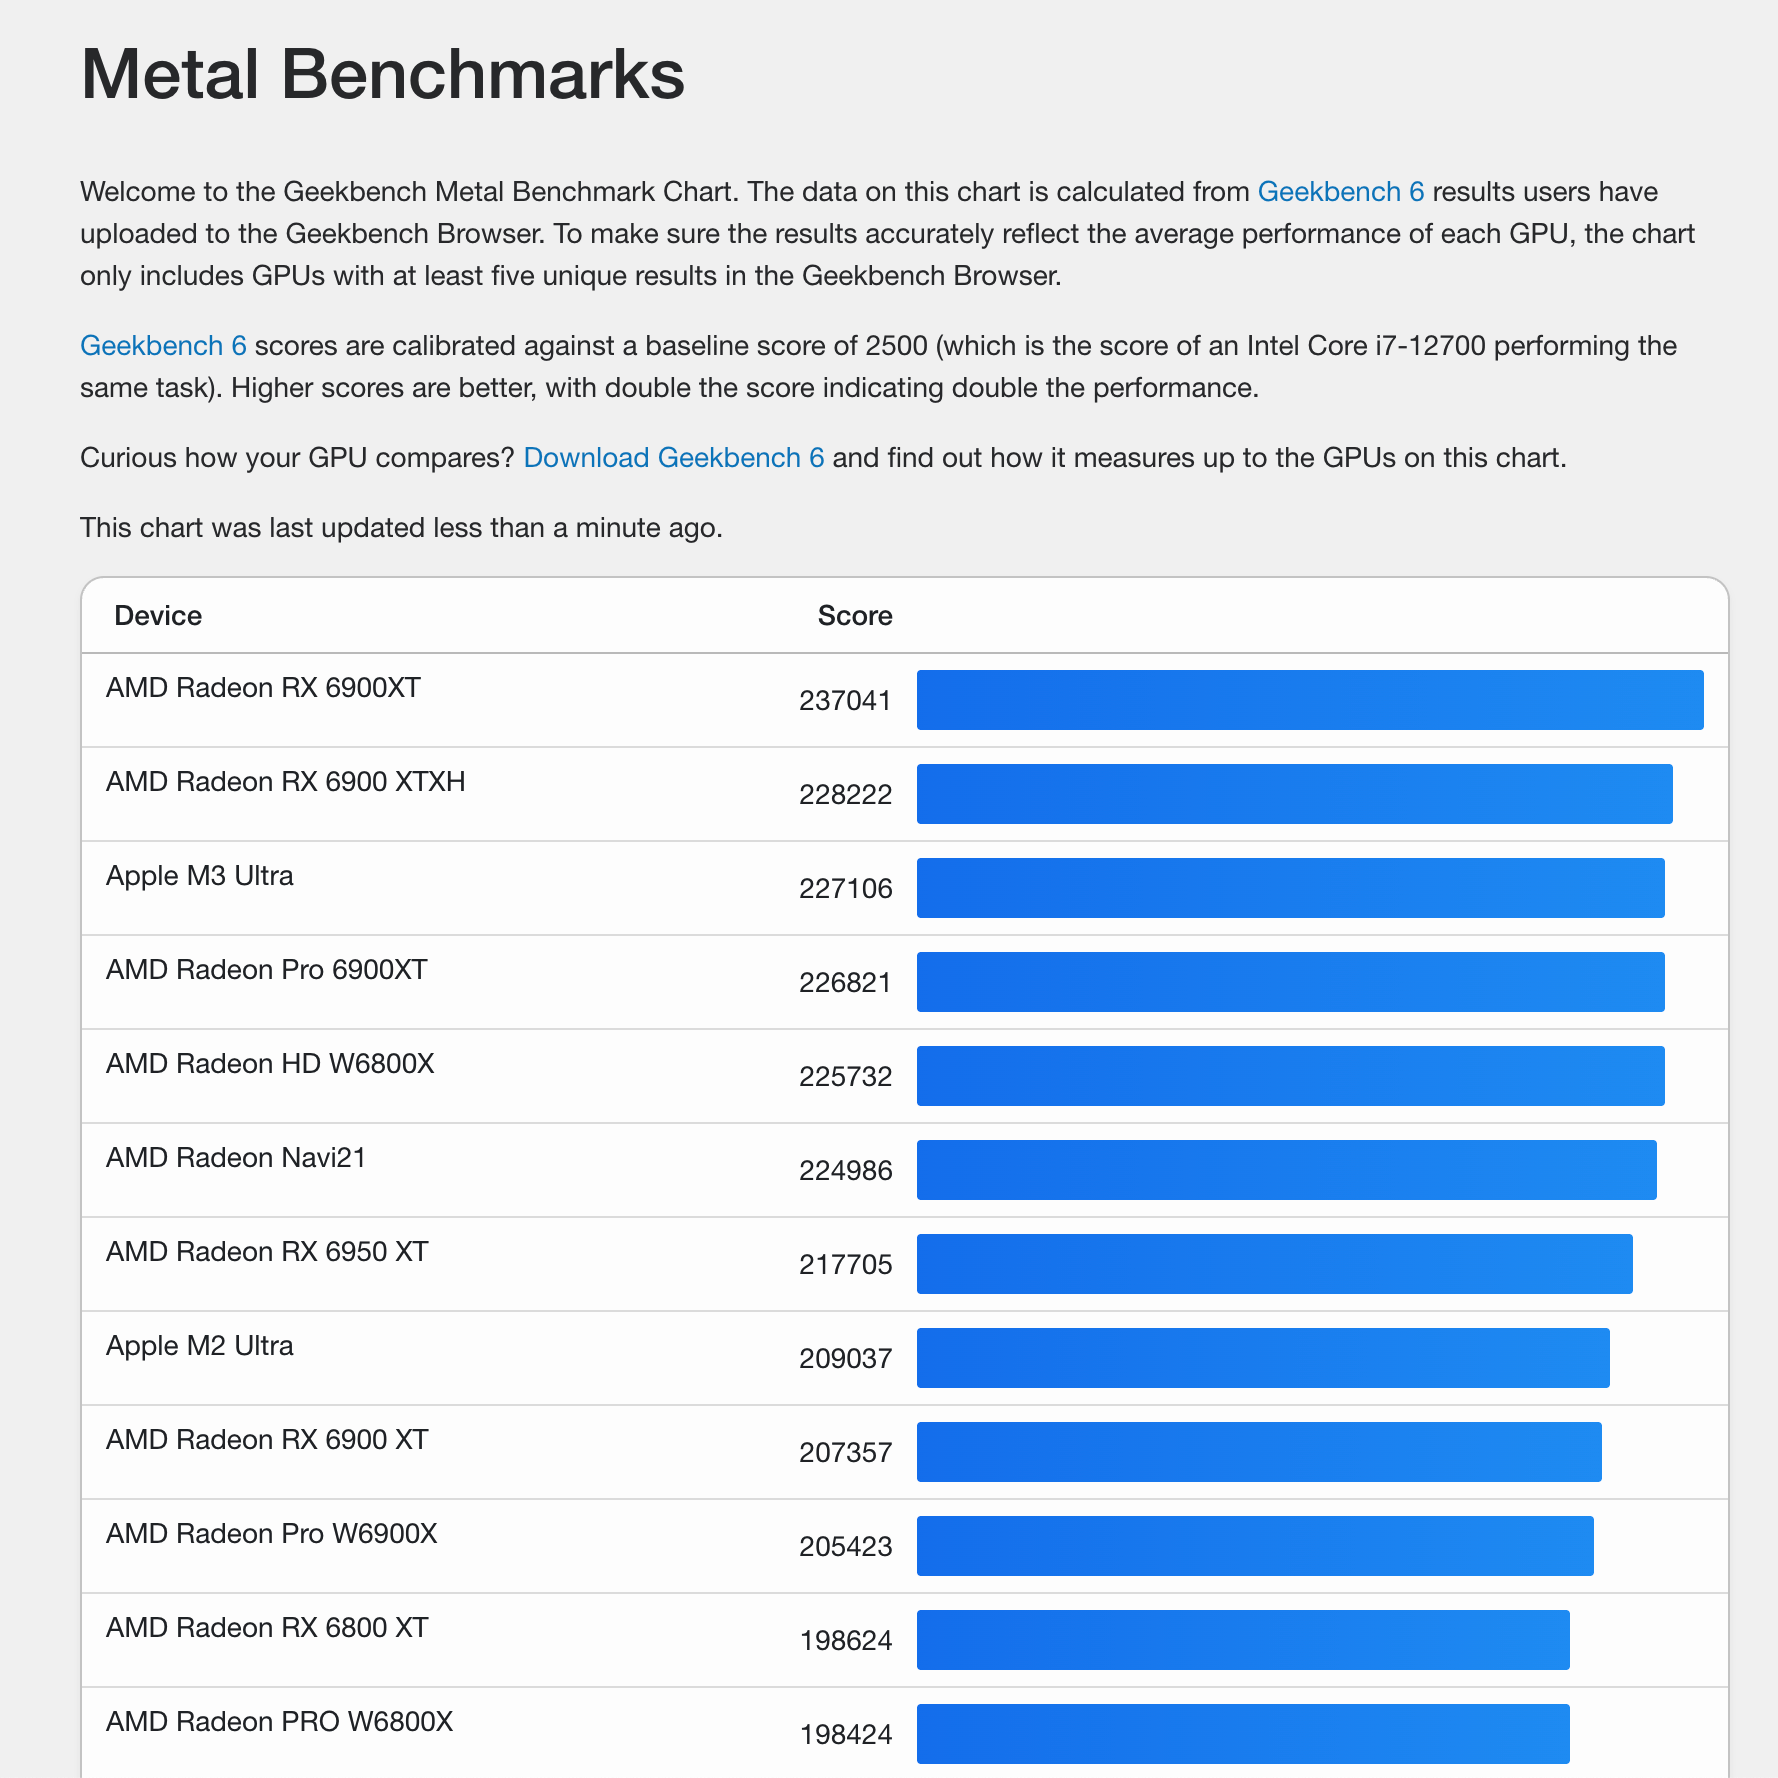 Metal Benchmarks
Welcome to the Geekbench Metal Benchmark Chart. The data on this chart is calculated from Geekbench 6 results users have
uploaded to the Geekbench Browser. To make sure the results accurately reflect the average performance of each GPU, the chart
only includes GPUs with at least five unique results in the Geekbench Browser.
Geekbench 6 scores are calibrated against a baseline score of 2500 (which is the score of an Intel Core i7-12700 performing the
same task). Higher scores are better, with double the score indicating double the performance.
Curious how your GPU compares? Download Geekbench 6 and find out how it measures up to the GPUs on this chart.
This chart was last updated less than a minute ago.
Device Score
AMD Radeon RX 6900XT 237041
AMD Radeon RX 6900 XTXH 228222
Apple M3 Ultra 227106
AMD Radeon Pro 6900XT 226821
AMD Radeon HD W6800X 225732
AMD Radeon Navi21 224986
AMD Radeon RX 6950 XT 217705
Apple M2 Ultra 209037
AMD Radeon RX 6900 XT 207357
AMD Radeon Pro W6900X 205423
AMD Radeon RX 6800 XT 198624
AMD Radeon PRO W6800X 198424